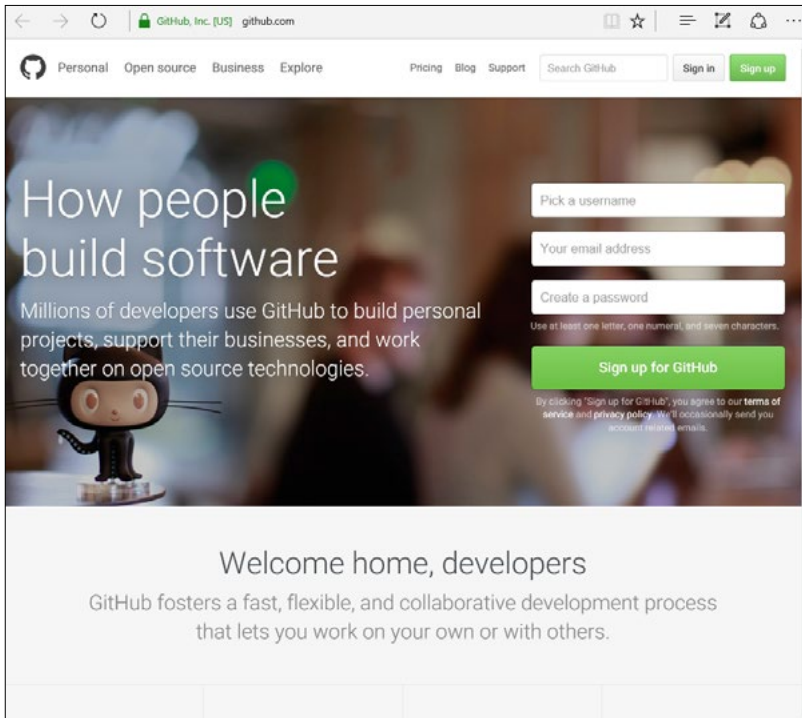 GitHub, Inc. [US] github.com
Personal Open source Business Explore Pricing Blog Support Search GitHub Sign in Sign up
How people
build software
Millions of developers use GitHub to build personal
projects, support their businesses, and work
together on open source technologies.
Pick a username
Your email address
Create a password
Use at least one letter, one numeral, and seven characters.
Sign up for GitHub
By clicking "Sign up for GitHub", you agree to our terms of
service and privacy policy. We'll occasionally send you
account related emails.
Welcome home, developers
GitHub fosters a fast, flexible, and collaborative development process
that lets you work on your own or with others.